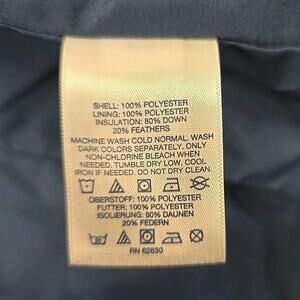 SHELL: 100% POLYESTER
LINING: 100% POLYESTER
INSULATION: 80% DOWN
20% FEATHERS
MACHINE WASH COLD NORMAL. WASH
DARK COLORS SEPARATELY. ONLY
NON-CHLORINE BLEACH WHEN
NEEDED. TUMBLE DRY LOW. COOL
IRON IF NEEDED. DO NOT DRY CLEAN.
OBERSTOFF: 100% POLYESTER
FUTTER: 100% POLYESTER
ISOLIERUNG: 80% DAUNEN
20% FEDERN
RN 62830